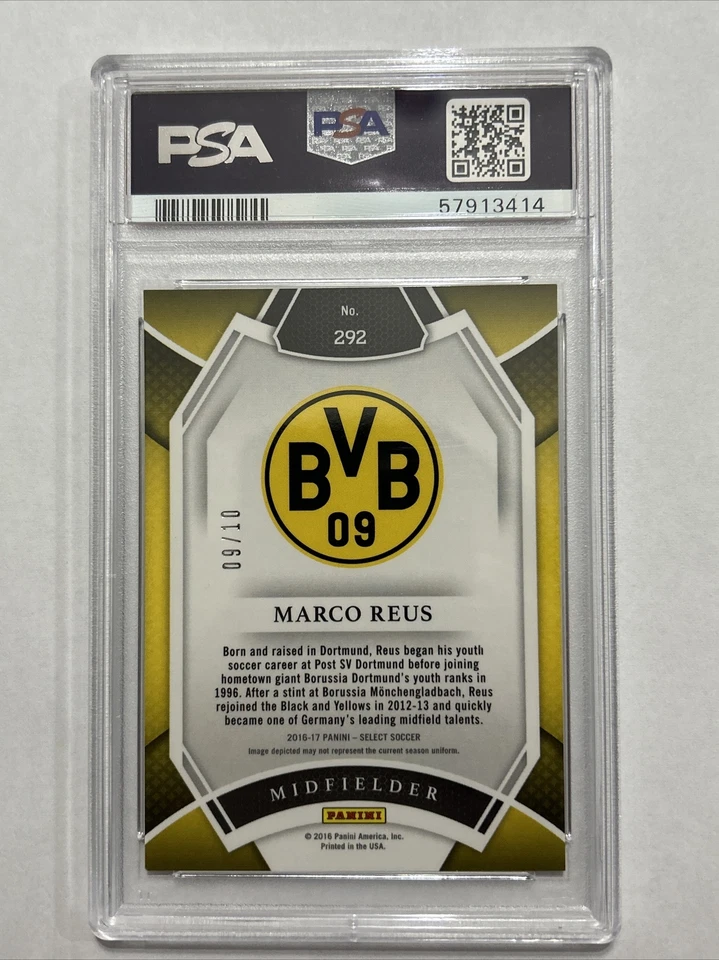 PSA
PSA
57913414
No.
292
BVB
09
09/10
MARCO REUS
Born and raised in Dortmund, Reus began his youth
soccer career at Post SV Dortmund before joining
hometown giant Borussia Dortmund's youth ranks in
1996. After a stint at Borussia Mönchengladbach, Reus
rejoined the Black and Yellows in 2012-13 and quickly
became one of Germany's leading midfield talents.
2016-17 PANINI – SELECT SOCCER
Image depicted may not represent the current season uniform.
MIDFIELDER
PANINI
© 2016 Panini America, Inc.
Printed in the USA.